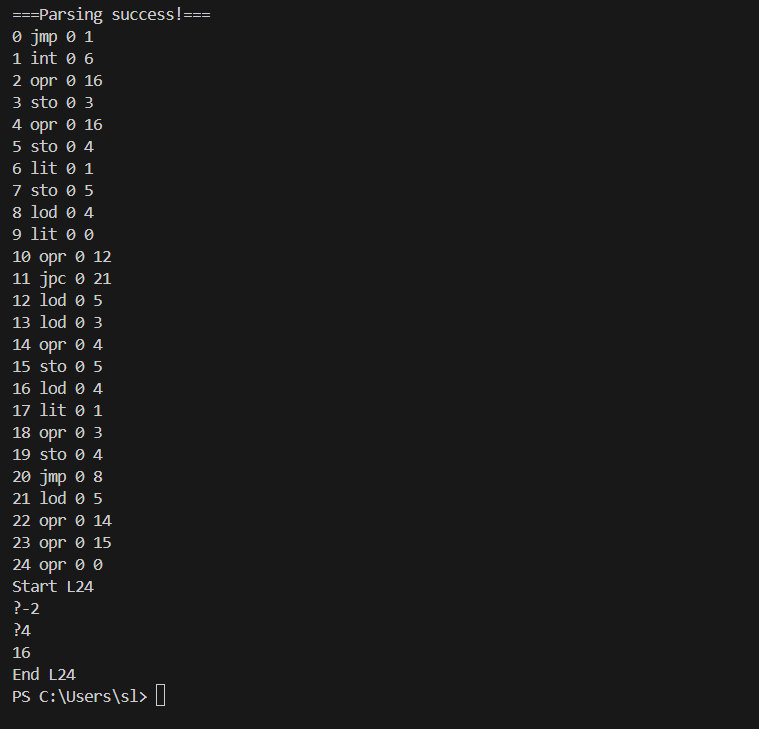 ===Parsing success!===
0 jmp 0 1
1 int 0 6
2 opr 0 16
3 sto 0 3
4 opr 0 16
5 sto 0 4
6 lit 0 1
7 sto 0 5
8 lod 0 4
9 lit 0 0
10 opr 0 12
11 jpc 0 21
12 lod 0 5
13 lod 0 3
14 opr 0 4
15 sto 0 5
16 lod 0 4
17 lit 0 1
18 opr 0 3
19 sto 0 4
20 jmp 0 8
21 lod 0 5
22 opr 0 14
23 opr 0 15
24 opr 0 0
Start L24
?-2
?4
16
End L24
PS C:\Users\sl>